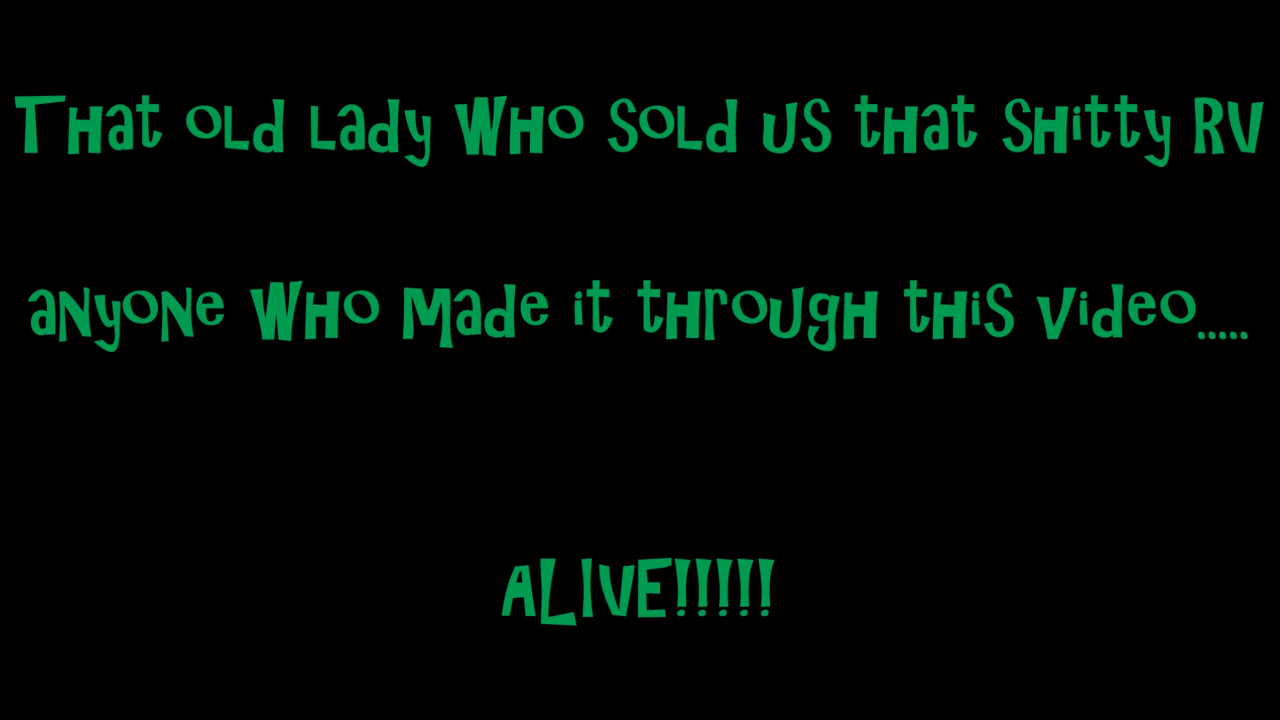 That old lady who sold us that shitty RV
anyone who made it through this video.....
ALIVE!!!!!